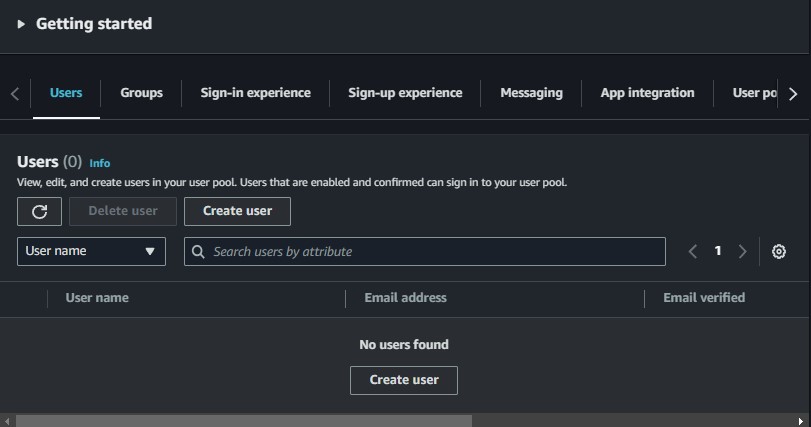 Getting started
Users Groups Sign-in experience Sign-up experience Messaging App integration User po
Users (0) Info
View, edit, and create users in your user pool. Users that are enabled and confirmed can sign in to your user pool.
Delete user Create user
User name Search users by attribute 1
User name Email address Email verified
No users found
Create user